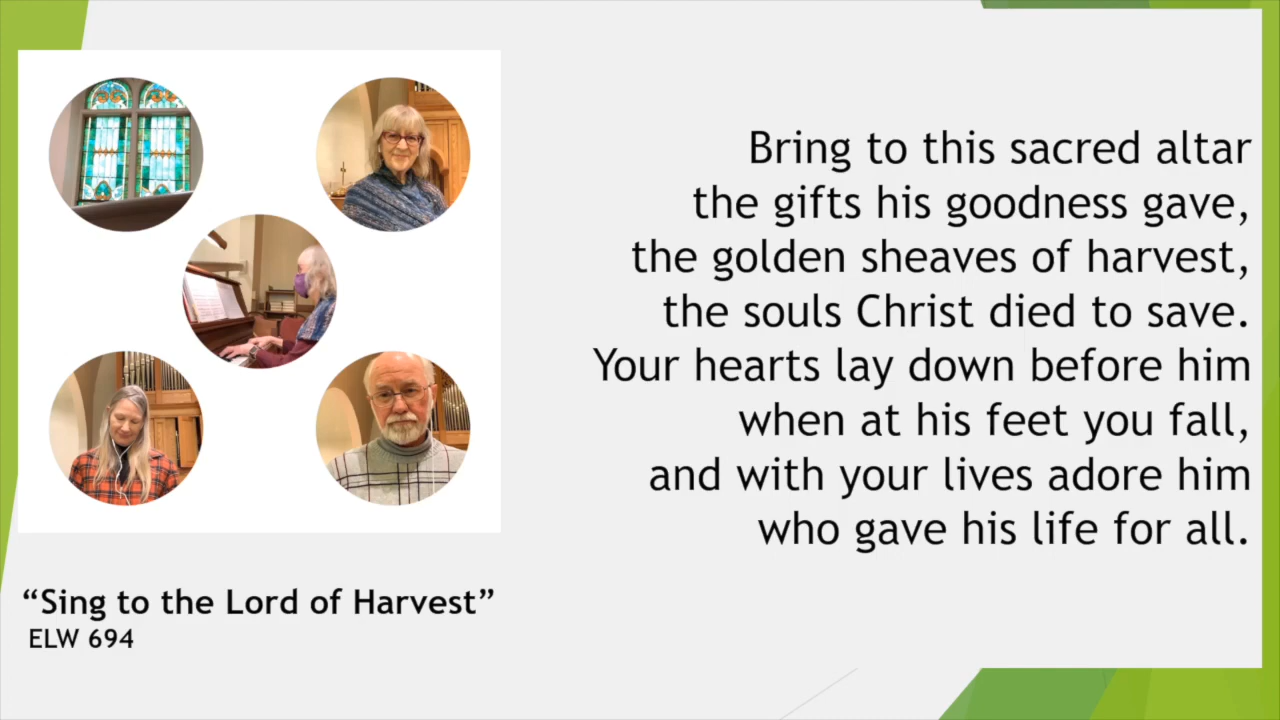 Bring to this sacred altar
the gifts his goodness gave,
the golden sheaves of harvest,
the souls Christ died to save.
Your hearts lay down before him
when at his feet you fall,
and with your lives adore him
who gave his life for all.
“Sing to the Lord of Harvest”
ELW 694